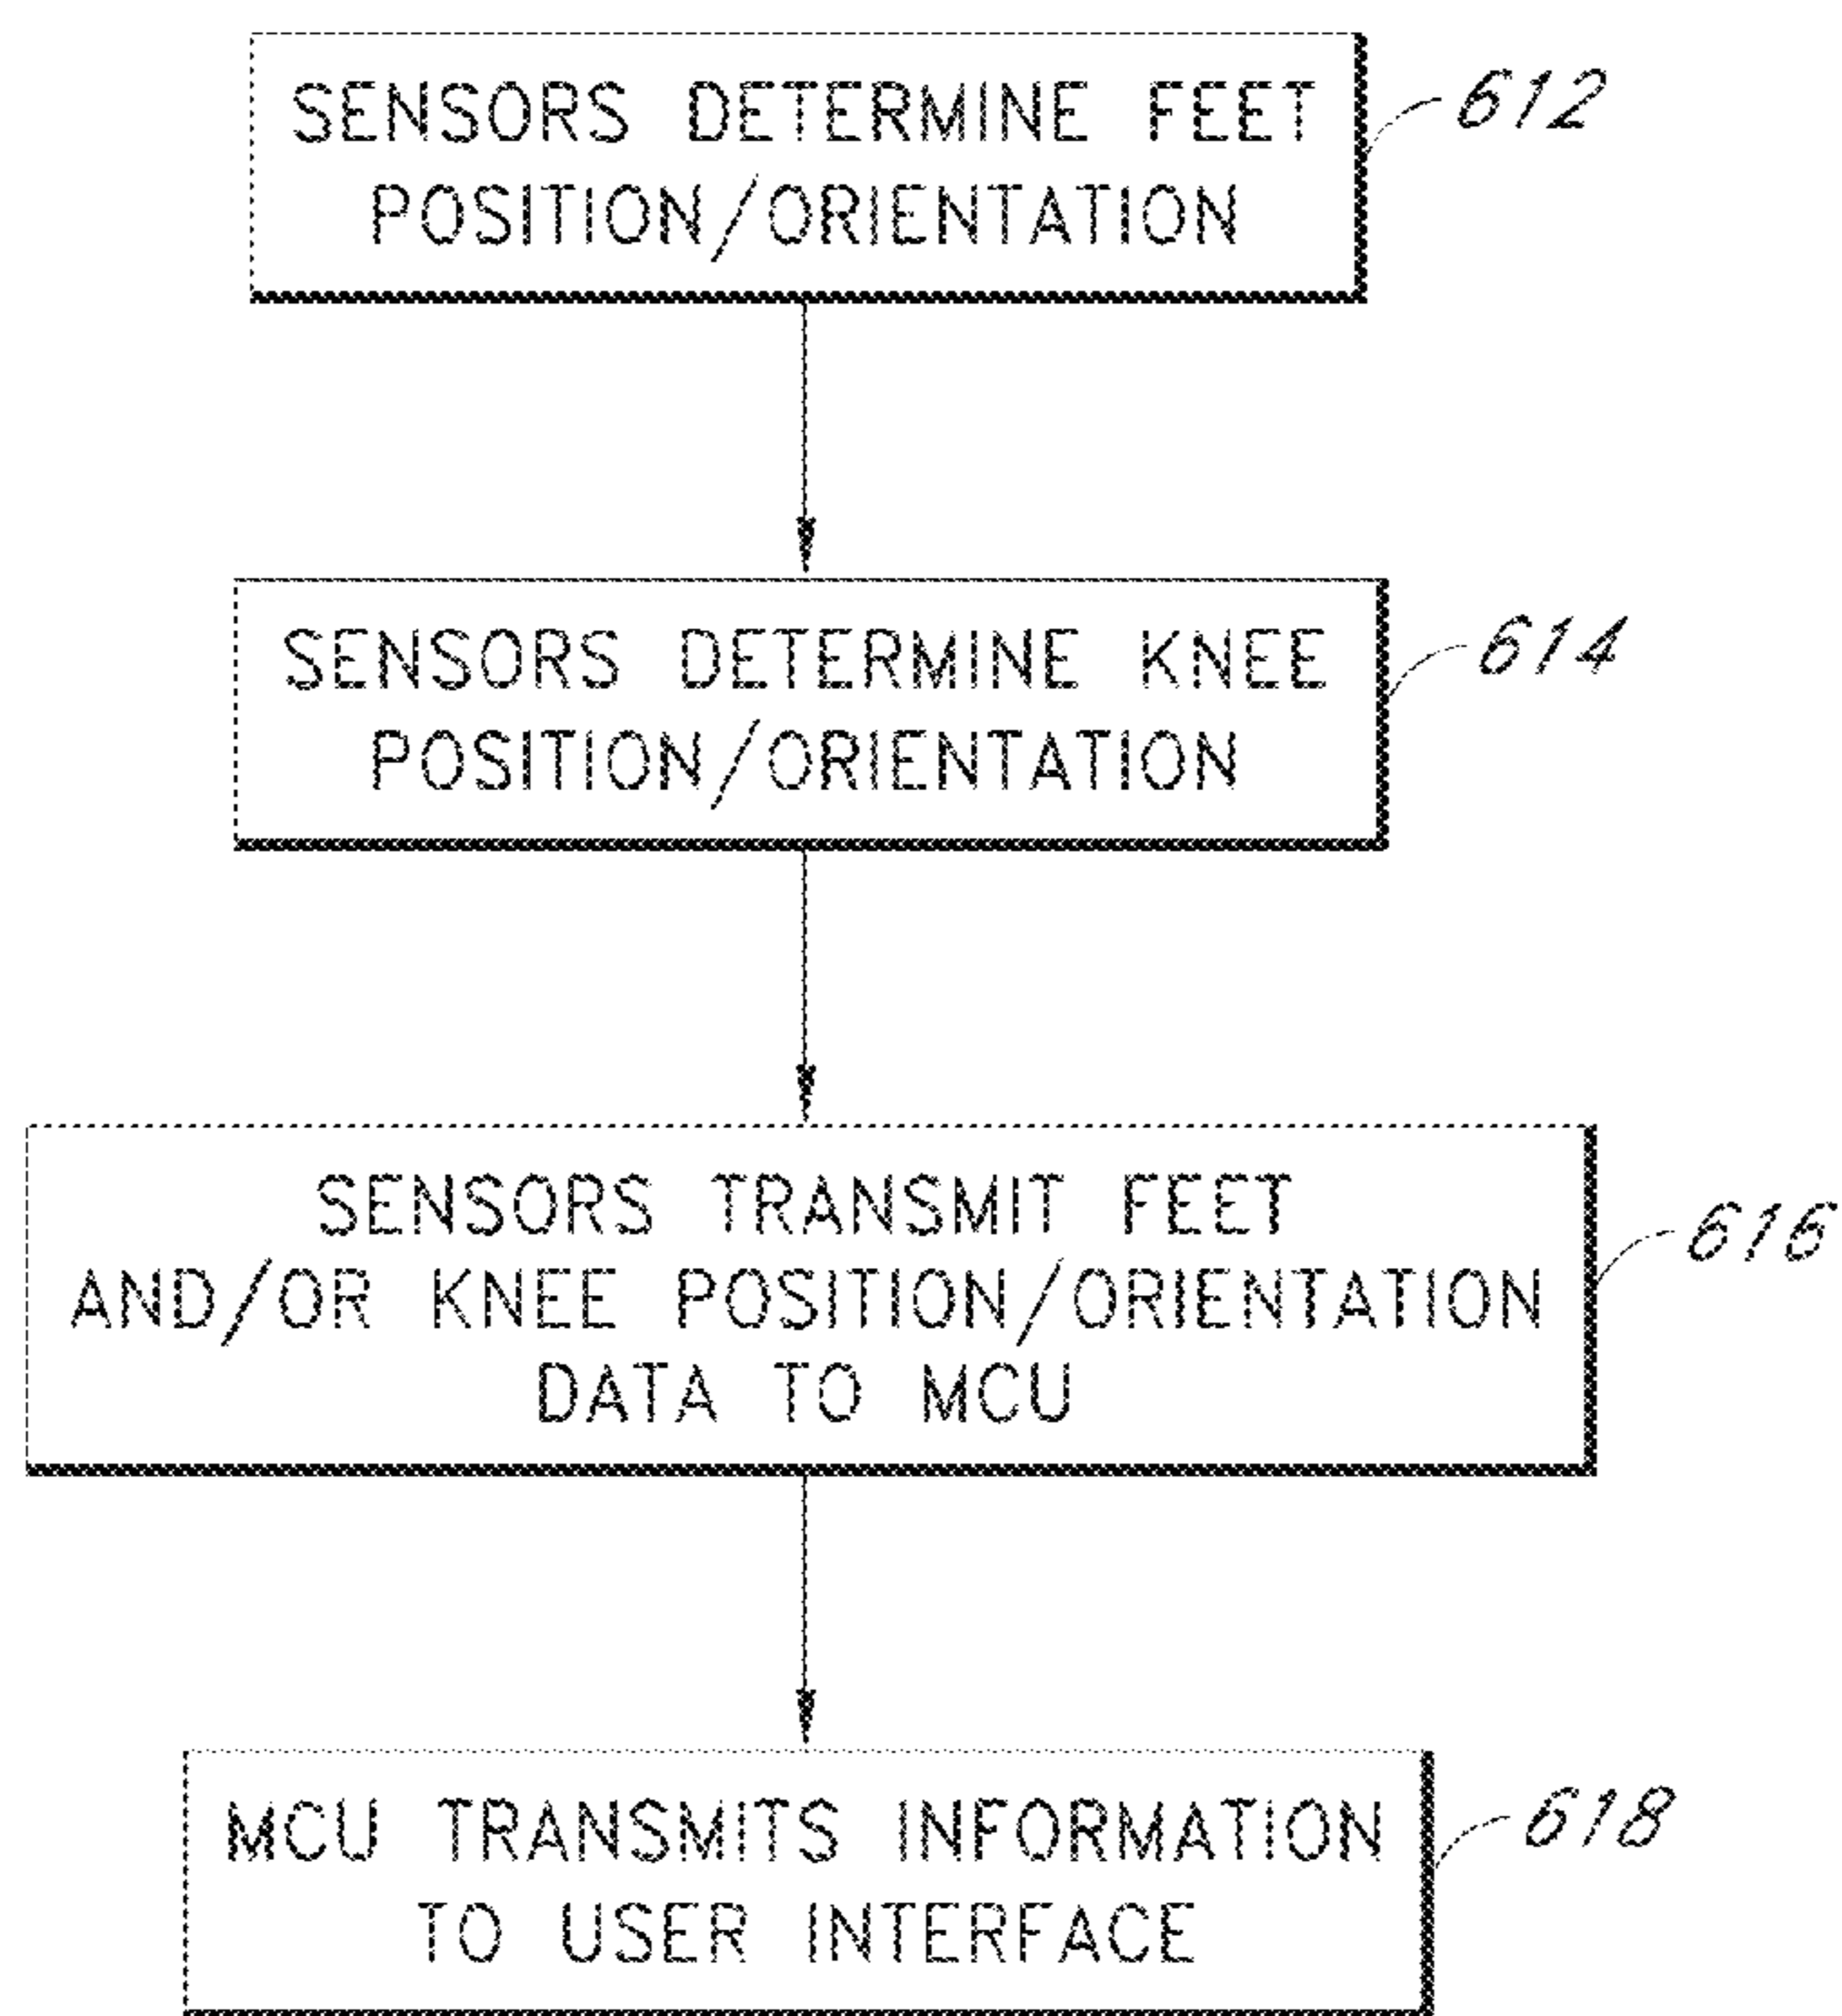 SENSORS DETERMINE FEET
POSITION/ORIENTATION
612
SENSORS DETERMINE KNEE
POSITION/ORIENTATION
614
SENSORS TRANSMIT FEET
AND/OR KNEE POSITION/ORIENTATION
DATA TO MCU
616
MCU TRANSMITS INFORMATION
TO USER INTERFACE
618